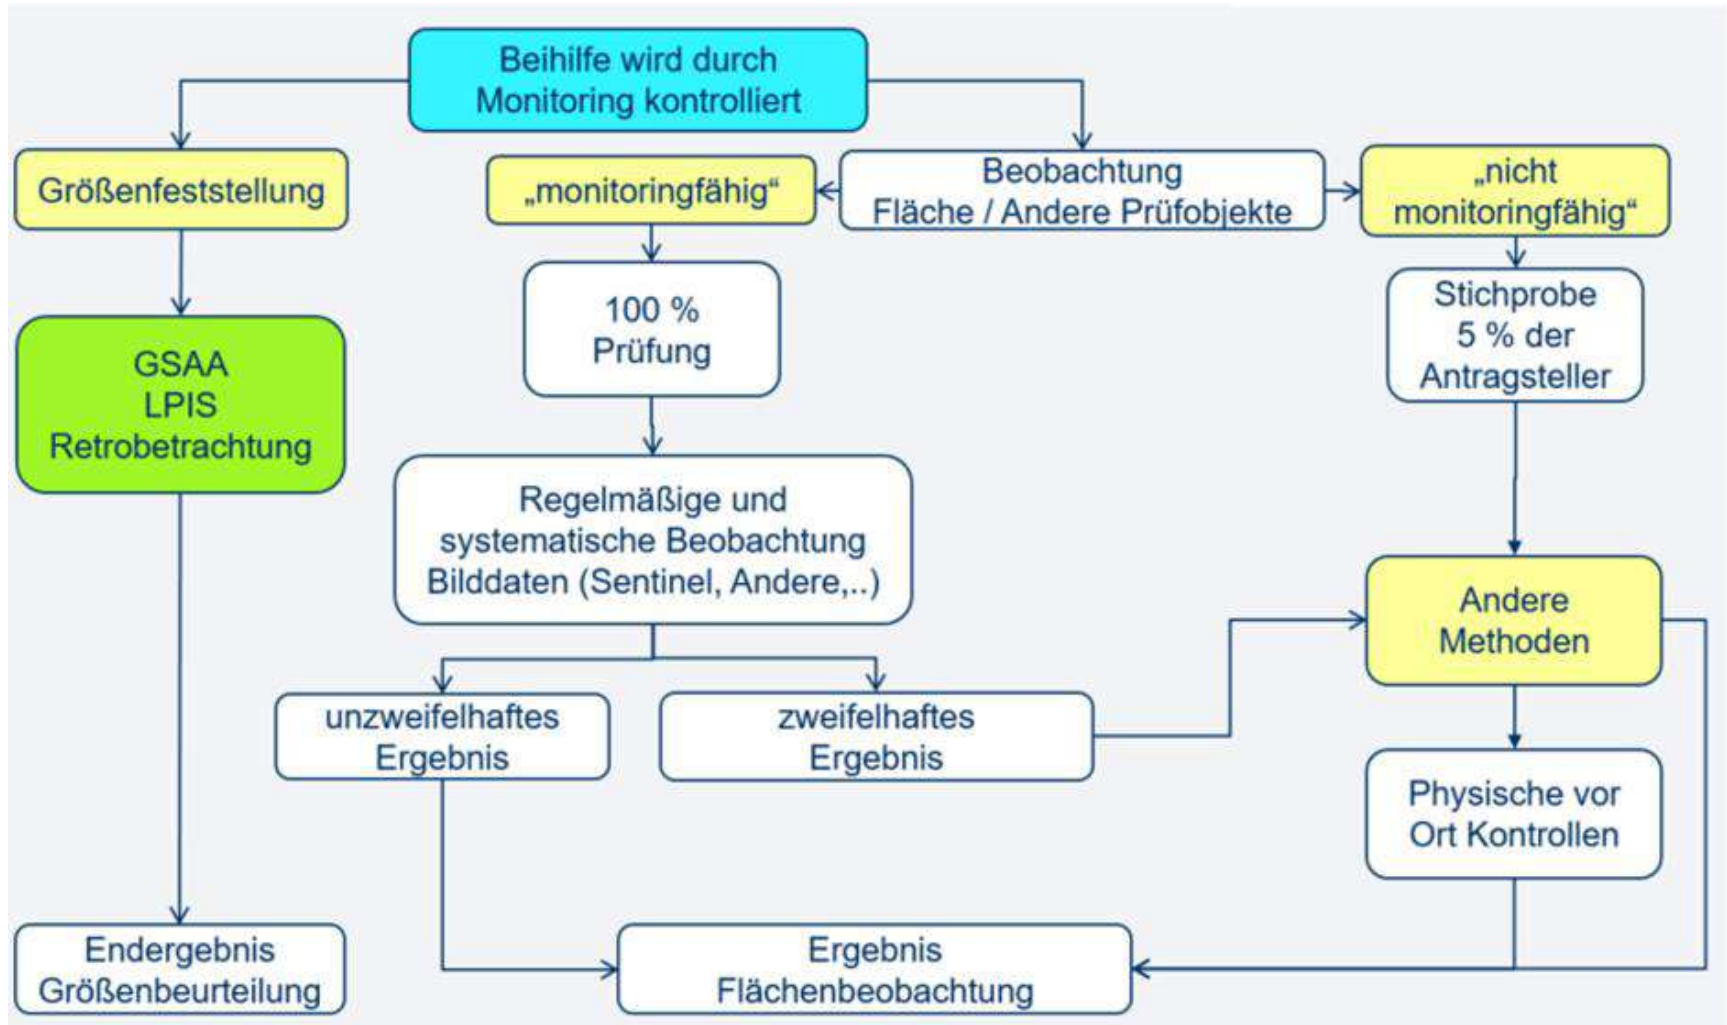 Beihilfe wird durch
Monitoring kontrolliert
Größenfeststellung
„monitoringfähig“
Beobachtung
Fläche / Andere Prüfobjekte
„nicht
monitoringfähig“
100 %
Prüfung
Stichprobe
5 % der
Antragsteller
GSAA
LPIS
Retrobetrachtung
Regelmäßige und
systematische Beobachtung
Bilddaten (Sentinel, Andere,..)
Andere
Methoden
unzweifelhaftes
Ergebnis
zweifelhaftes
Ergebnis
Physische vor
Ort Kontrollen
Endergebnis
Größenbeurteilung
Ergebnis
Flächenbeobachtung